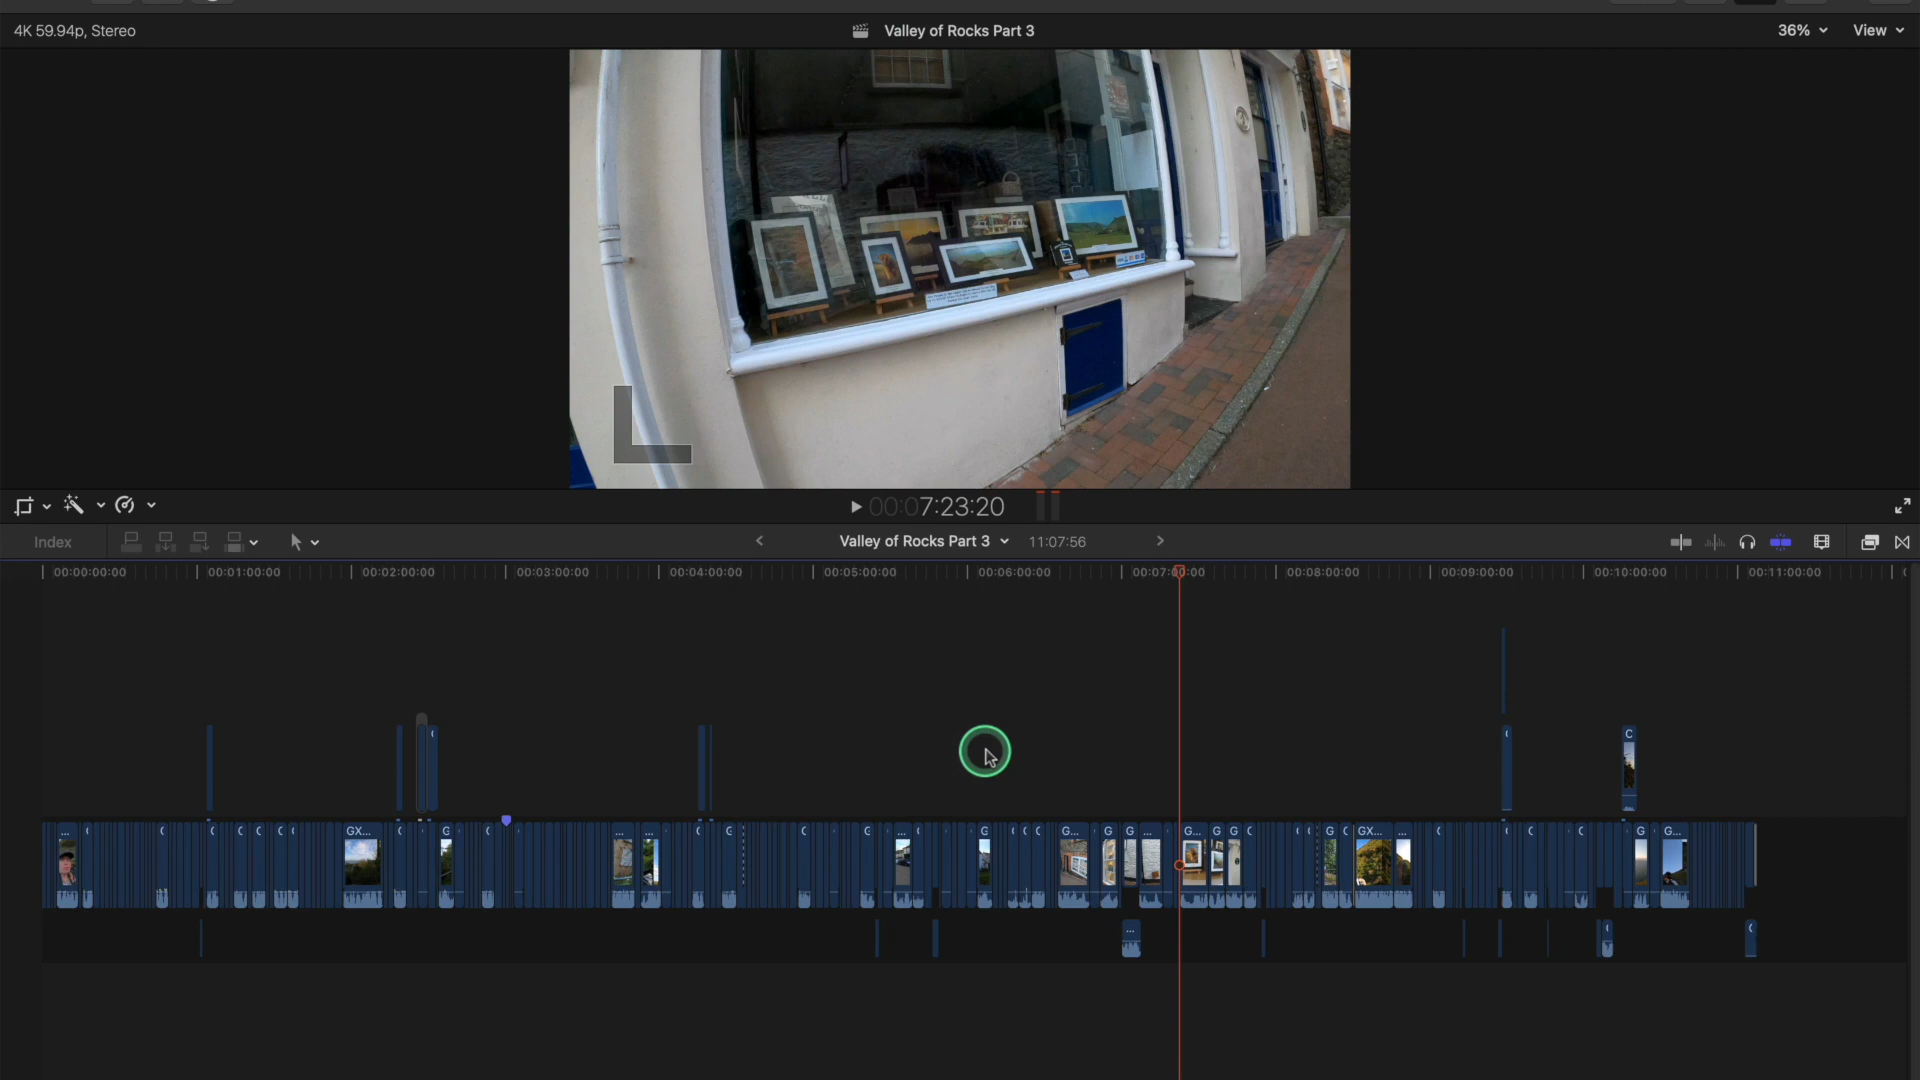 4K 59.94p, Stereo
Valley of Rocks Part 3
36%
View
00:07:23:20
Index
Valley of Rocks Part 3
11:07:56
00:00:00:00
00:01:00:00
00:02:00:00
00:03:00:00
00:04:00:00
00:05:00:00
00:06:00:00
00:07:00:00
00:08:00:00
00:09:00:00
00:10:00:00
00:11:00:00
C
...
GX...
G
...
...
G
G
...
G
G...
G
G
...
G...
G
G
G
GX...
...
G
G...
...